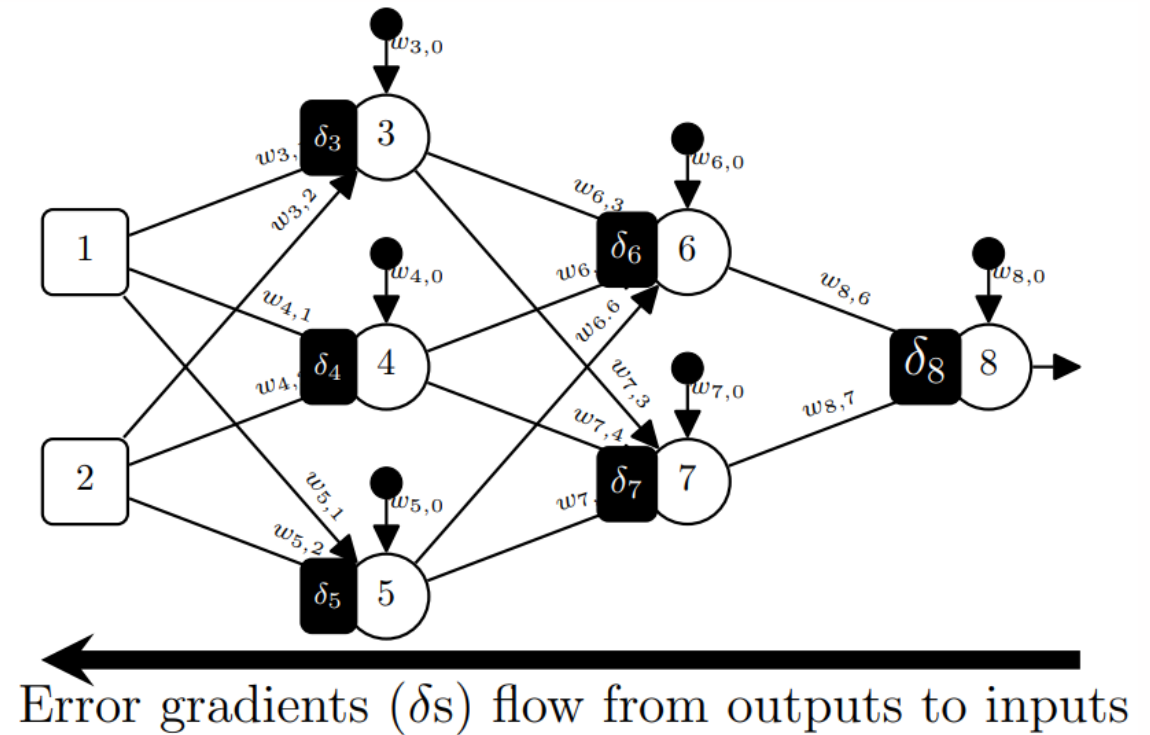 w3,0
δ3
3
w3,
w3,2
w6,0
w6,3
1
δ6
6
w4,0
w6,
w8,0
w4,1
w8,6
w6.6
δ4
4
δ8
8
w7,3
w7,0
w4,
w8,7
w7,4
2
δ7
7
w5,1
w5,0
w7,
w5,2
δ5
5
Error gradients (δs) flow from outputs to inputs